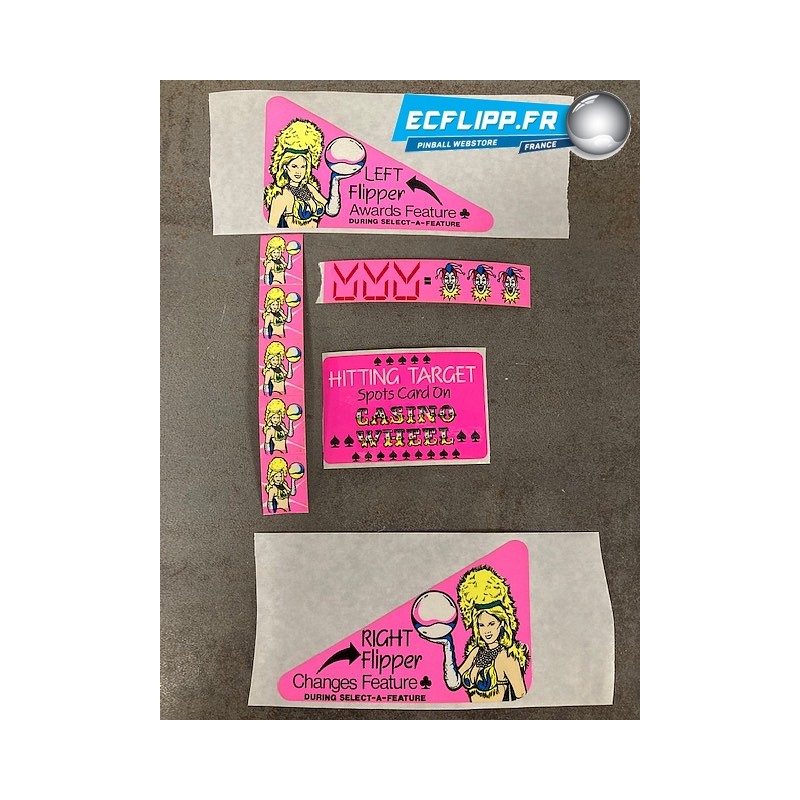 ECFLIPP.FR
PINBALL WEBSTORE FRANCE
LEFT
Flipper
Awards Feature
DURING SELECT-A-FEATURE
=
HITTING TARGET
Spots Card On
CASINO
WHEEL
RIGHT
Flipper
Changes Feature
DURING SELECT-A-FEATURE